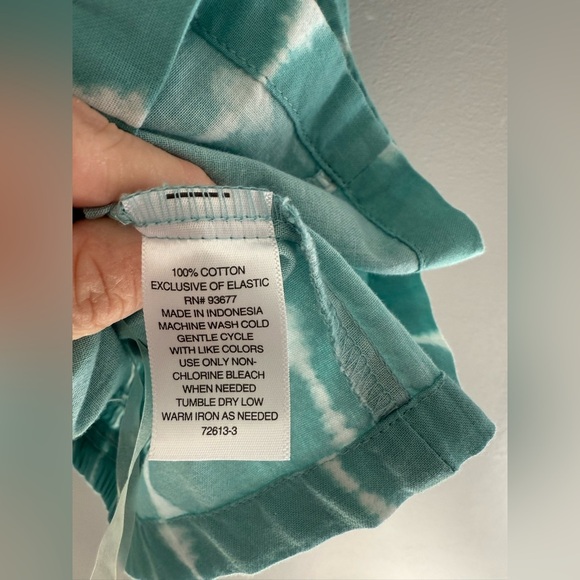 100% COTTON
EXCLUSIVE OF ELASTIC
RN# 93677
MADE IN INDONESIA
MACHINE WASH COLD
GENTLE CYCLE
WITH LIKE COLORS
USE ONLY NON-
CHLORINE BLEACH
WHEN NEEDED
TUMBLE DRY LOW
WARM IRON AS NEEDED
72613-3